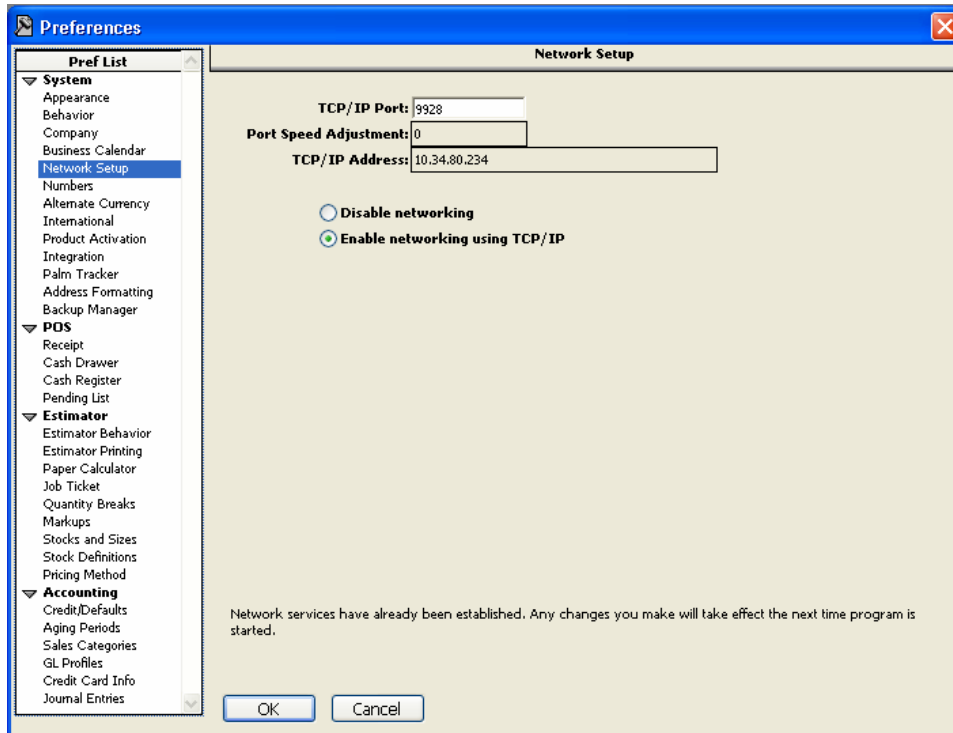 Preferences
Pref List
System
Appearance
Behavior
Company
Business Calendar
Network Setup
Numbers
Alternate Currency
International
Product Activation
Integration
Palm Tracker
Address Formatting
Backup Manager
POS
Receipt
Cash Drawer
Cash Register
Pending List
Estimator
Estimator Behavior
Estimator Printing
Paper Calculator
Job Ticket
Quantity Breaks
Markups
Stocks and Sizes
Stock Definitions
Pricing Method
Accounting
Credit/Defaults
Aging Periods
Sales Categories
GL Profiles
Credit Card Info
Journal Entries
Network Setup
TCP/IP Port: 9928
Port Speed Adjustment: 0
TCP/IP Address: 10.34.80.234
Disable networking
Enable networking using TCP/IP
Network services have already been established. Any changes you make will take effect the next time program is
started.
OK Cancel